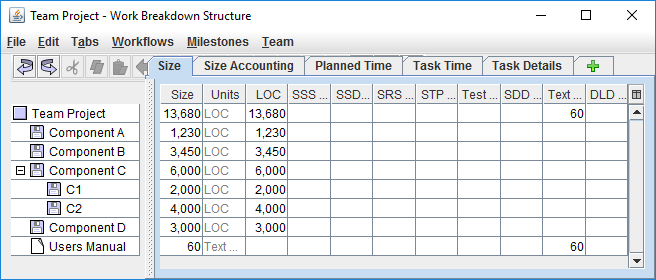 Team Project - Work Breakdown Structure
File Edit Tabs Workflows Milestones Team
Size Size Accounting Planned Time Task Time Task Details
Size Units LOC SSS ... SSD... SRS ... STP ... Test ... SDD ... Text ... DLD ...
Team Project 13,680 LOC 13,680 60
Component A 1,230 LOC 1,230
Component B 3,450 LOC 3,450
Component C 6,000 LOC 6,000
C1 2,000 LOC 2,000
C2 4,000 LOC 4,000
Component D 3,000 LOC 3,000
Users Manual 60 Text ... 60